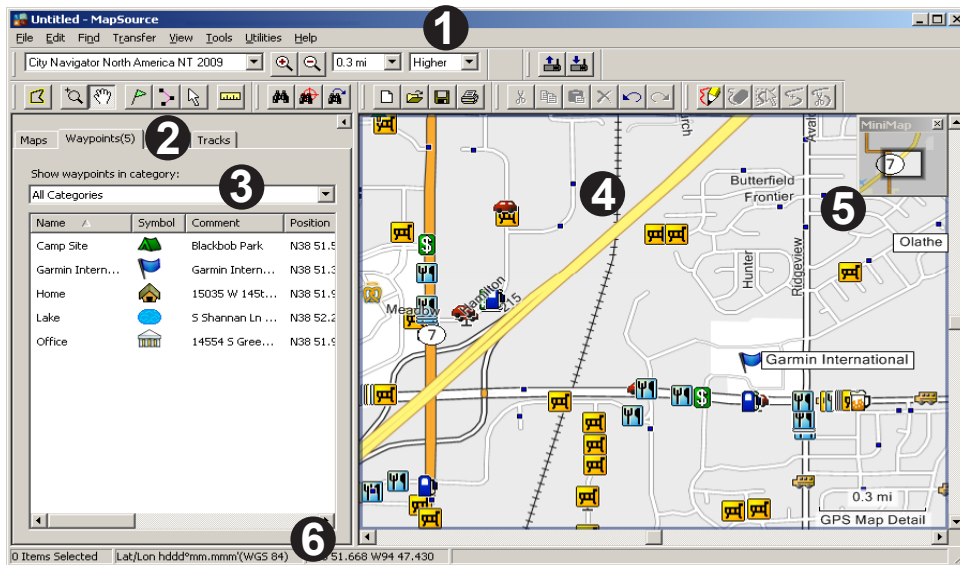 Untitled - MapSource
File Edit Find Transfer View Tools Utilities Help
1
City Navigator North America NT 2009 0.3 mi Higher
Maps Waypoints(5) 2 Tracks
Show waypoints in category:
All Categories 3
Name Symbol Comment Position
Camp Site Blackbob Park N38 51.5
Garmin Intern... Garmin Intern... N38 51.3
Home 15035 W 145t... N38 51.9
Lake S Shannan Ln ... N38 52.2
Office 14554 S Gree... N38 51.9
MiniMap
7
4
5
Butterfield
Frontier
Olathe
Hunter
Ridgeview
Hamilton
215
Meadow
7
Garmin International
0.3 mi
GPS Map Detail
6
0 Items Selected Lat/Lon hddd°mm.mmm'(WGS 84) 51.668 W94 47.430